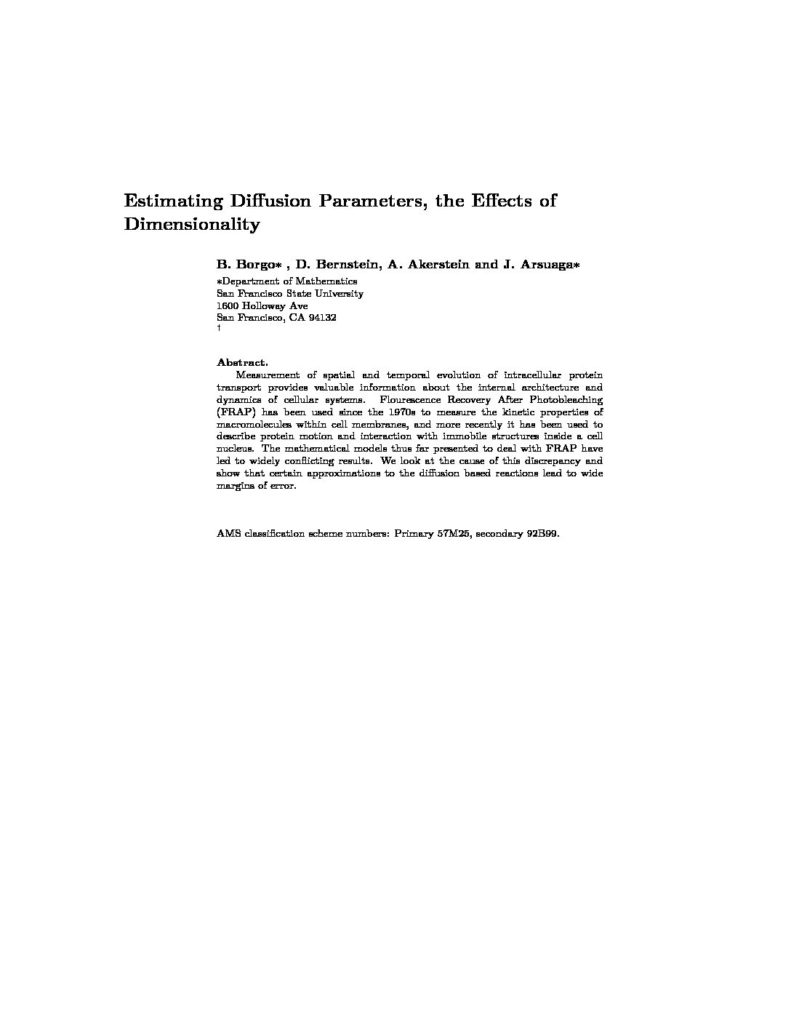 Estimating Diffusion Parameters, the Effects of
Dimensionality
B. Borgo* , D. Bernstein, A. Akerstein and J. Arsuaga*
*Department of Mathematics
San Francisco State University
1600 Holloway Ave
San Francisco, CA 94132
†
Abstract.
Measurement of spatial and temporal evolution of intracellular protein
transport provides valuable information about the internal architecture and
dynamics of cellular systems. Flourescence Recovery After Photobleaching
(FRAP) has been used since the 1970s to measure the kinetic properties of
macromolecules within cell membranes, and more recently it has been used to
describe protein motion and interaction with immobile structures inside a cell
nucleus. The mathematical models thus far presented to deal with FRAP have
led to widely conflicting results. We look at the cause of this discrepancy and
show that certain approximations to the diffusion based reactions lead to wide
margins of error.
AMS classification scheme numbers: Primary 57M25, secondary 92B99.